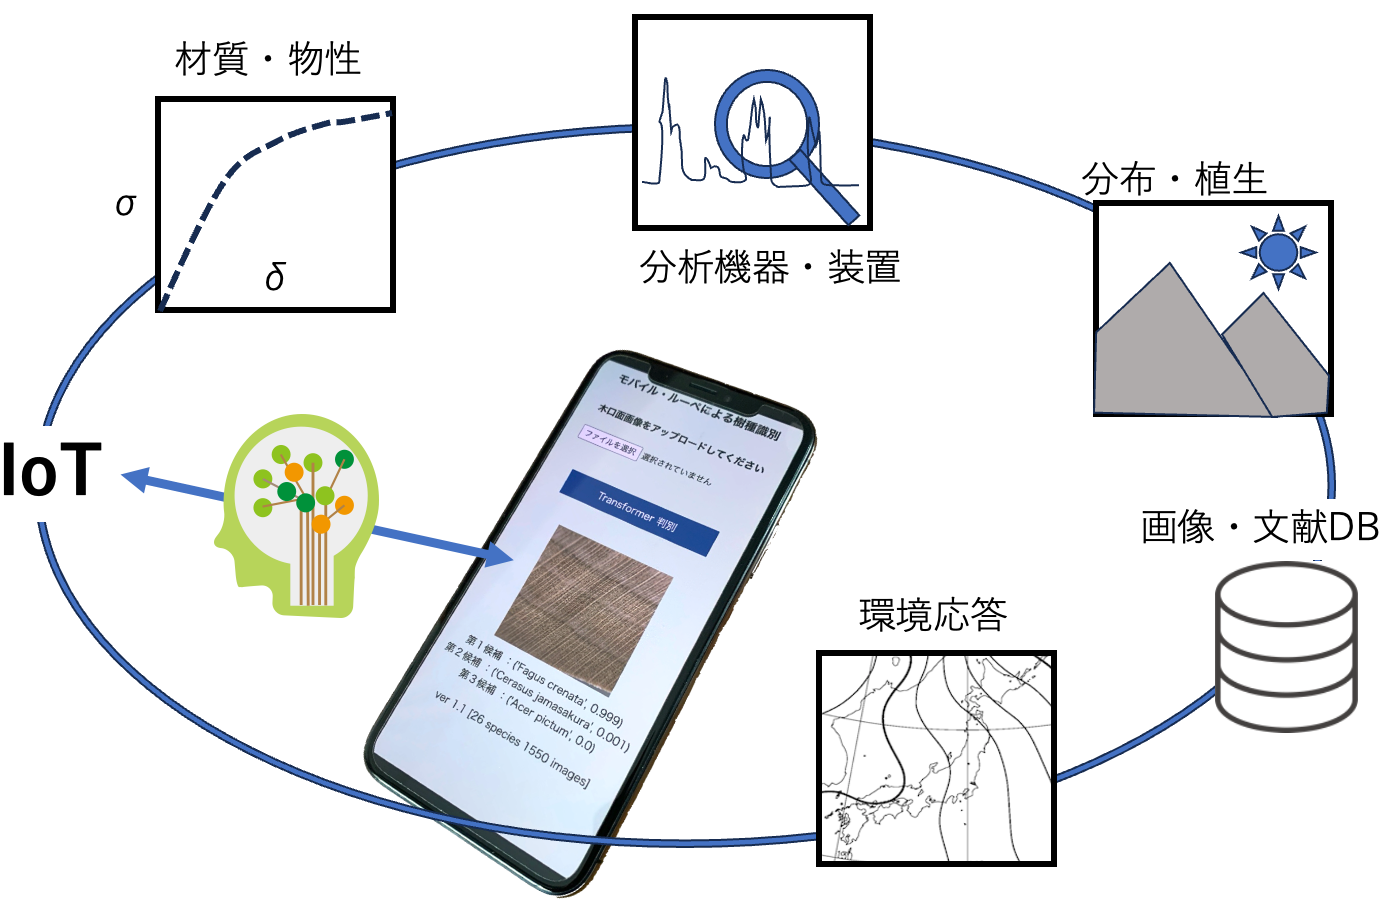 材質・物性
σ
δ
分析機器・装置
分布・植生
IoT
モバイル・ルーペによる樹種識別
木口面画像をアップロードしてください
ファイルを選択 選択されていません
Transformer 判別
第1候補 : ('Fagus crenata', 0.999)
第2候補 : ('Cerasus jamasakura', 0.001)
第3候補 : ('Acer pictum', 0.0)
ver 1.1 [26 species 1550 images]
画像・文献DB
環境応答